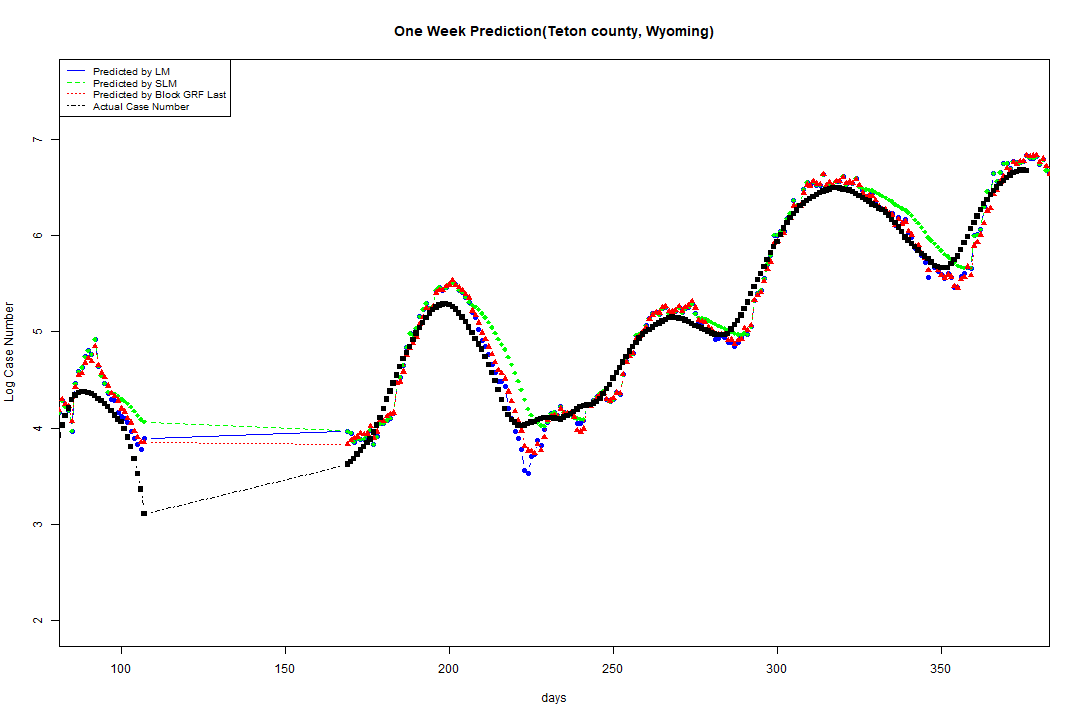 One Week Prediction(Teton county, Wyoming)
Predicted by LM
Predicted by SLM
Predicted by Block GRF Last
Actual Case Number
7
6
5
4
3
2
Log Case Number
100 150 200 250 300 350
days